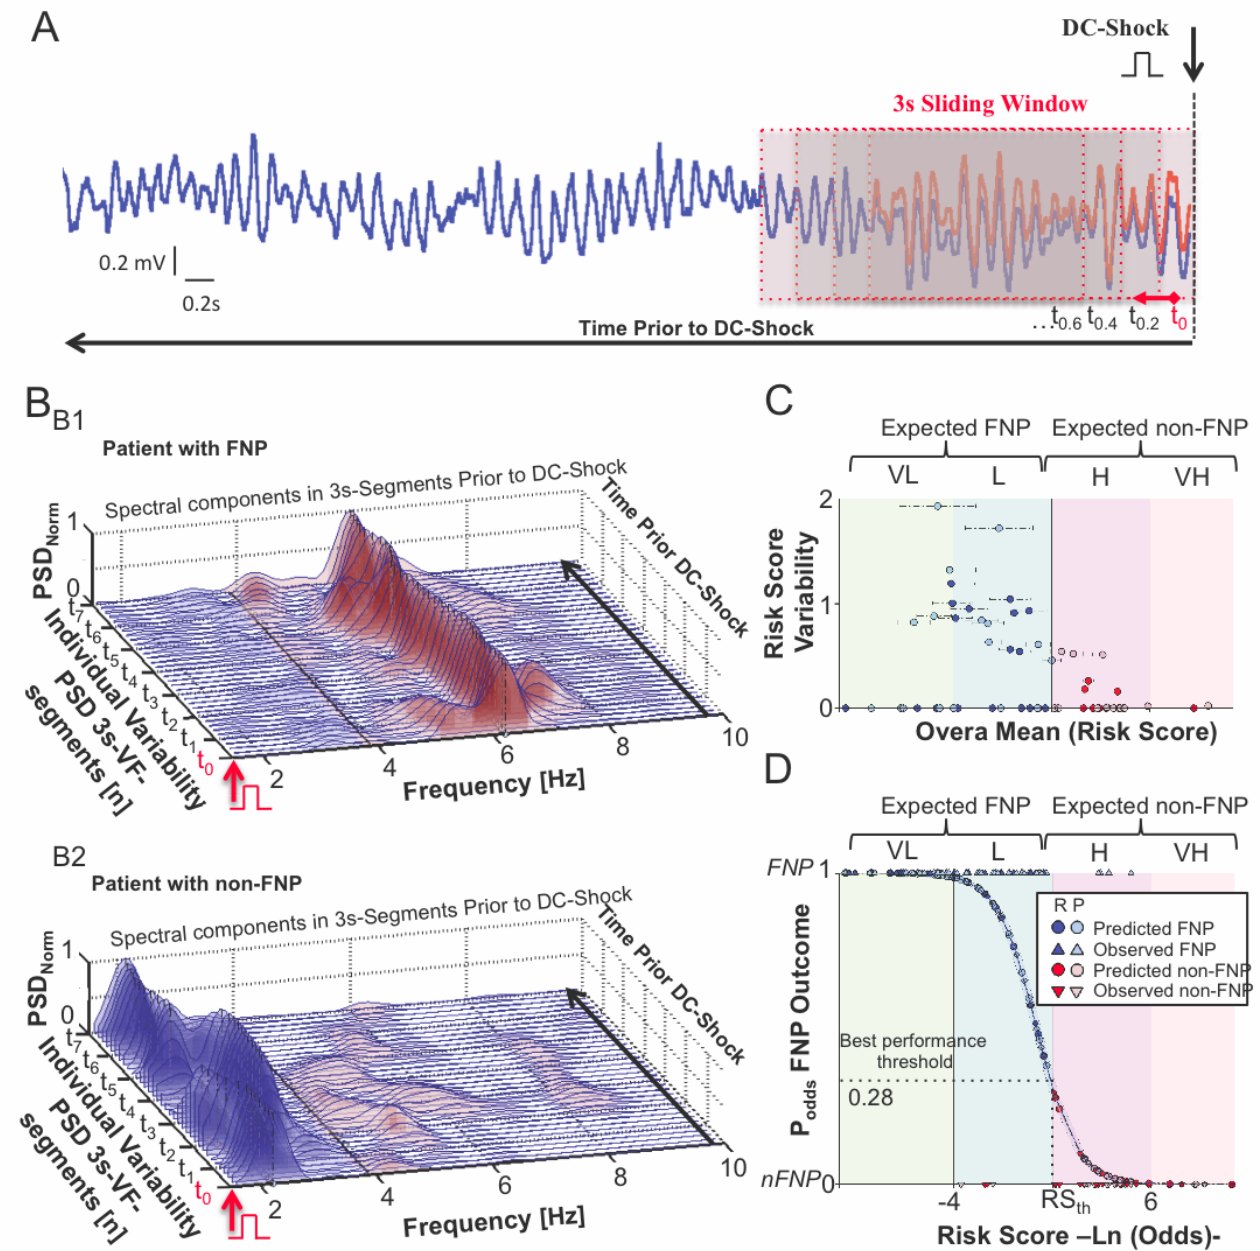 A
DC-Shock
3s Sliding Window
0.2 mV
0.2s
...t0.6 t0.4 t0.2 t0
Time Prior to DC-Shock
B
B1
Patient with FNP
Spectral components in 3s-Segments Prior to DC-Shock
Time Prior DC-Shock
PSDNorm
1
0
t7
t6
t5
t4
t3
t2
t1
t0
Individual Variability
PSD 3s-VF-
segments [n]
2
4
6
8
10
Frequency [Hz]
B2
Patient with non-FNP
Spectral components in 3s-Segments Prior to DC-Shock
Time Prior DC-Shock
PSDNorm
1
0
t7
t6
t5
t4
t3
t2
t1
t0
Individual Variability
PSD 3s-VF-
segments [n]
2
4
6
8
10
Frequency [Hz]
C
Expected FNP Expected non-FNP
VL L H VH
2
1
0
Risk Score
Variability
Overa Mean (Risk Score)
D
Expected FNP Expected non-FNP
VL L H VH
FNP 1
R P
Predicted FNP
Observed FNP
Predicted non-FNP
Observed non-FNP
Podds FNP Outcome
Best performance
threshold
0.28
nFNP 0
-4 RSth 6
Risk Score –Ln (Odds)-